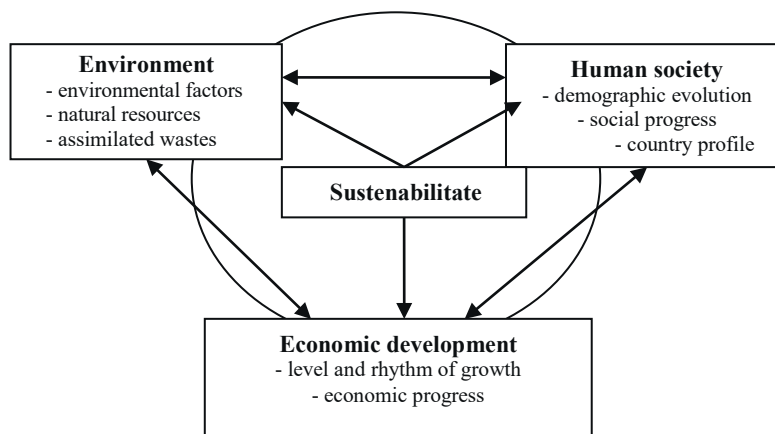 Environment
- environmental factors
- natural resources
- assimilated wastes
Human society
- demographic evolution
- social progress
- country profile
Sustenabilitate
Economic development
- level and rhythm of growth
- economic progress